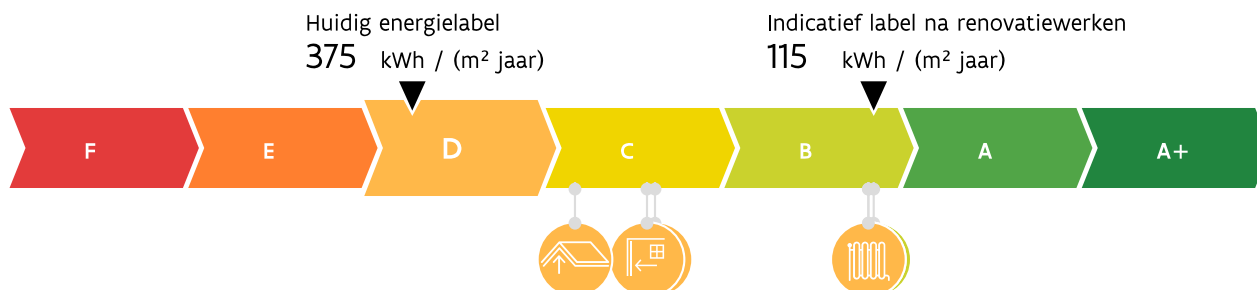 Huidig energielabel
375 kWh / (m² jaar)
Indicatief label na renovatiewerken
115 kWh / (m² jaar)
F E D C B A A+